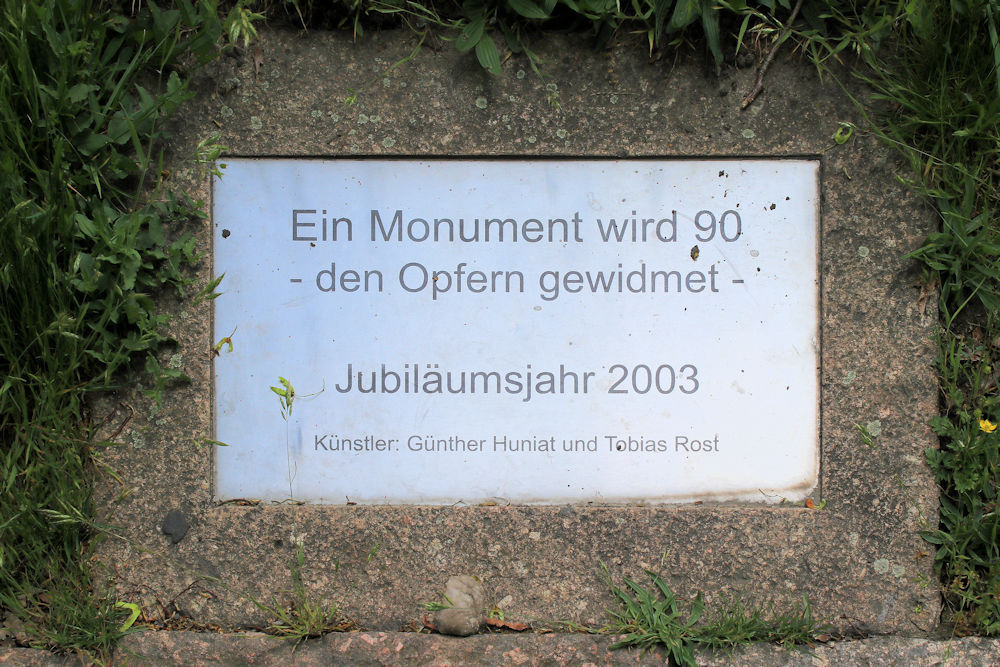 Ein Monument wird 90
- den Opfern gewidmet -
Jubiläumsjahr 2003
Künstler: Günther Huniat und Tobias Rost